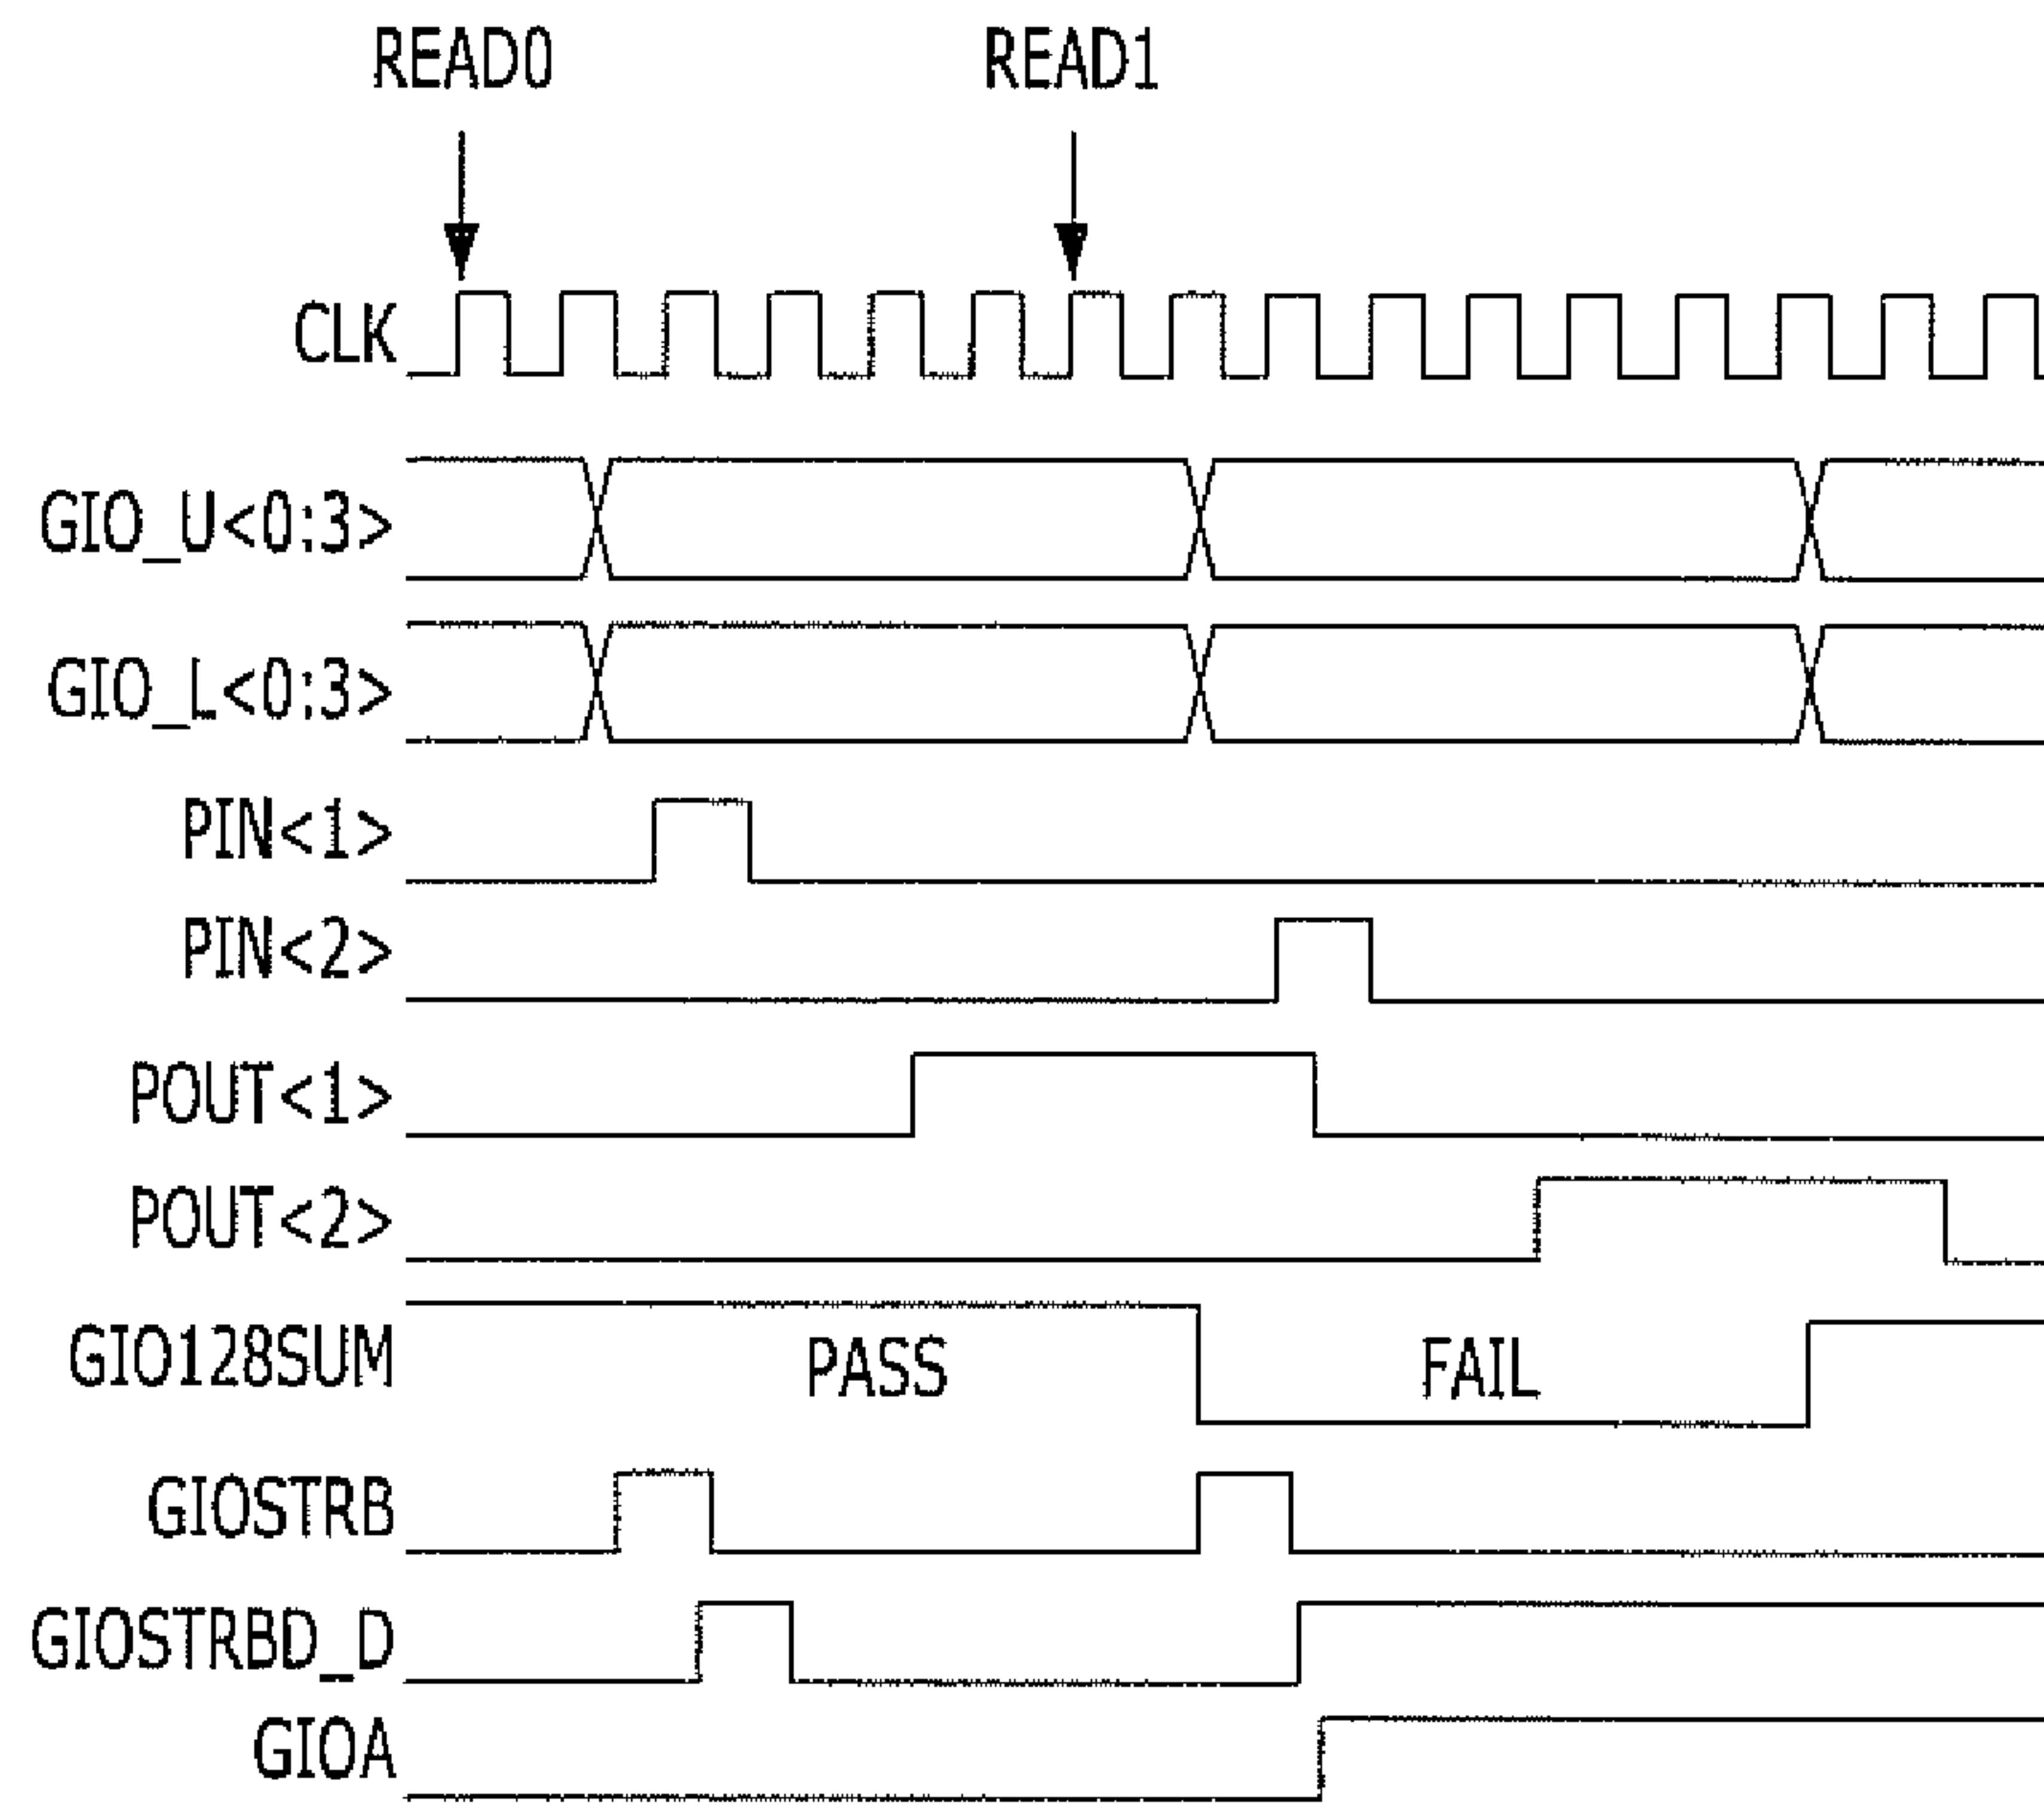 READ0 READ1
CLK
GIO_U<0:3>
GIO_L<0:3>
PIN<1>
PIN<2>
POUT<1>
POUT<2>
GIO128SUM PASS FAIL
GIOSTRB
GIOSTRBD_D
GIOA